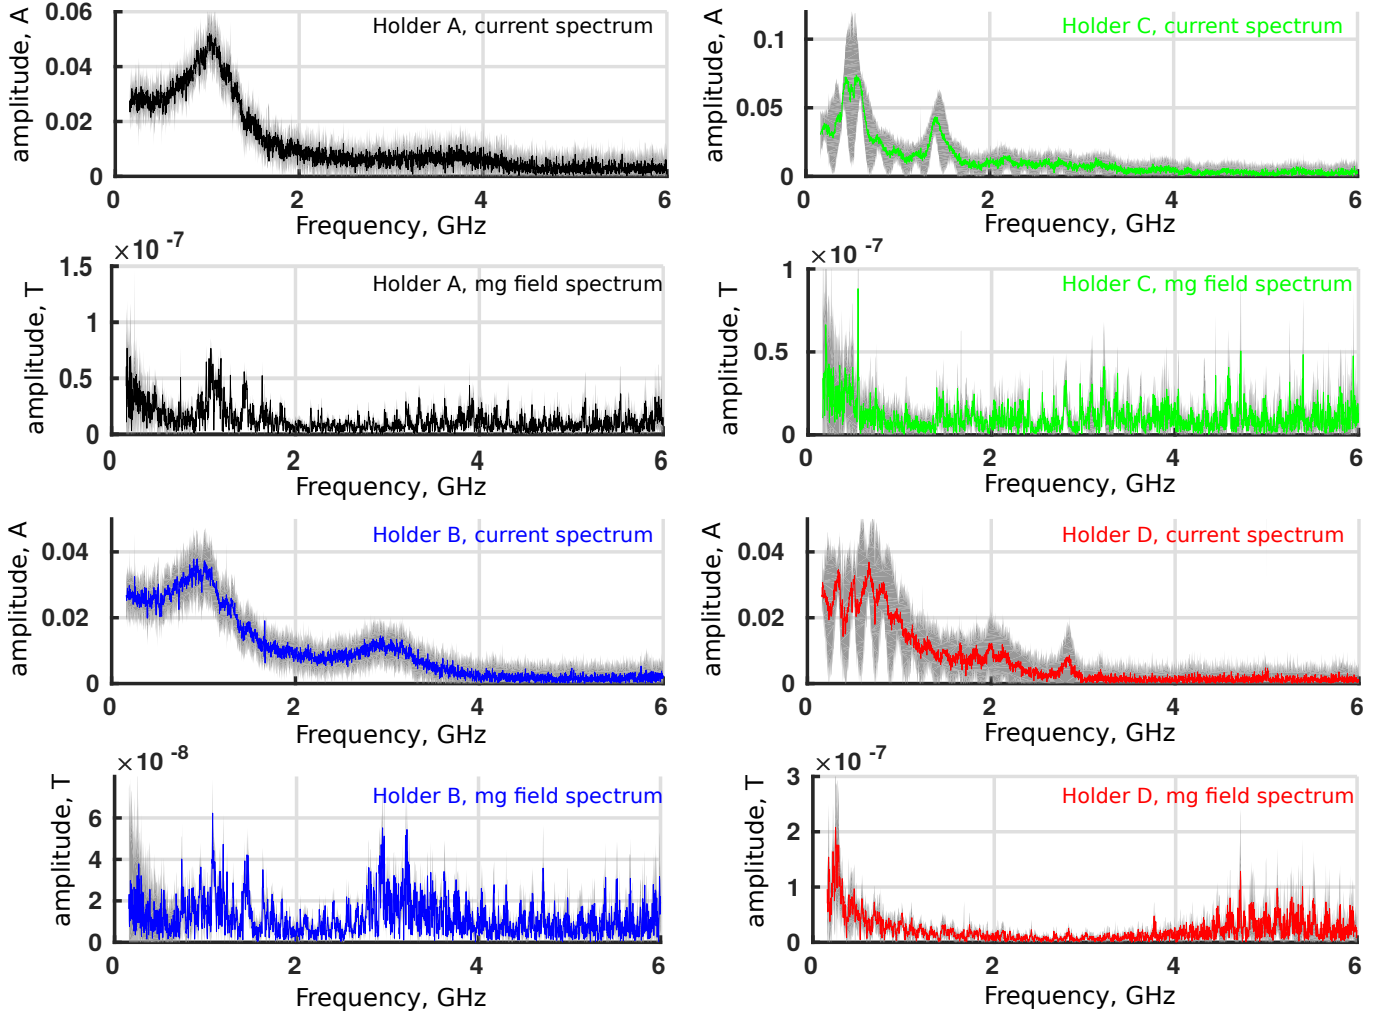 Holder A, current spectrum
amplitude, A
0.06
0.04
0.02
0
0
2
4
6
Frequency, GHz
Holder C, current spectrum
amplitude, A
0.1
0.05
0
0
2
4
6
Frequency, GHz
×10 -7
Holder A, mg field spectrum
amplitude, T
1.5
1
0.5
0
0
2
4
6
Frequency, GHz
×10 -7
Holder C, mg field spectrum
amplitude, T
1
0.5
0
0
2
4
6
Frequency, GHz
Holder B, current spectrum
amplitude, A
0.04
0.02
0
0
2
4
6
Frequency, GHz
Holder D, current spectrum
amplitude, A
0.04
0.02
0
0
2
4
6
Frequency, GHz
×10 -8
Holder B, mg field spectrum
amplitude, T
6
4
2
0
0
2
4
6
Frequency, GHz
×10 -7
Holder D, mg field spectrum
amplitude, T
3
2
1
0
0
2
4
6
Frequency, GHz